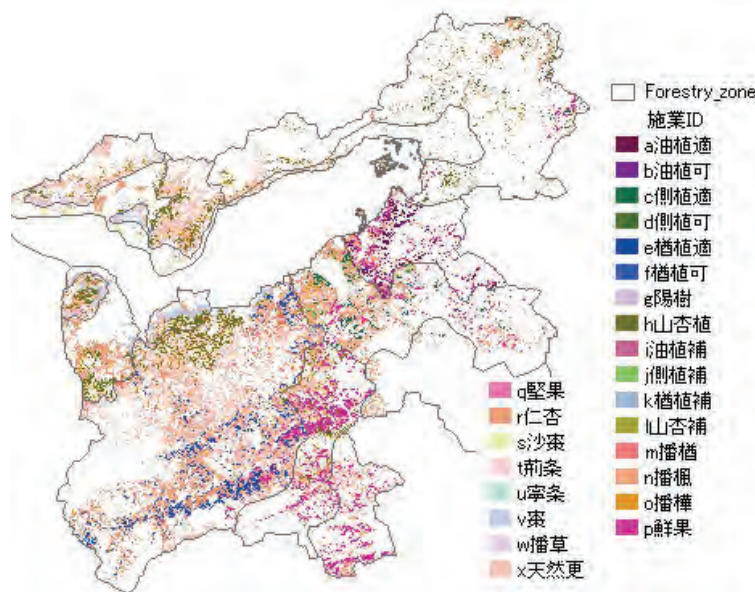 Forestry_zone
施業ID
a油植適
b油植可
c側植適
d側植可
e楢植適
f楢植可
g陽樹
h山杏植
i油植補
j側植補
k楢植補
l山杏補
m播楢
n播楓
o播樺
p鮮果
q堅果
r仁杏
s沙棗
t荊条
u寧条
v棗
w播草
x天然更